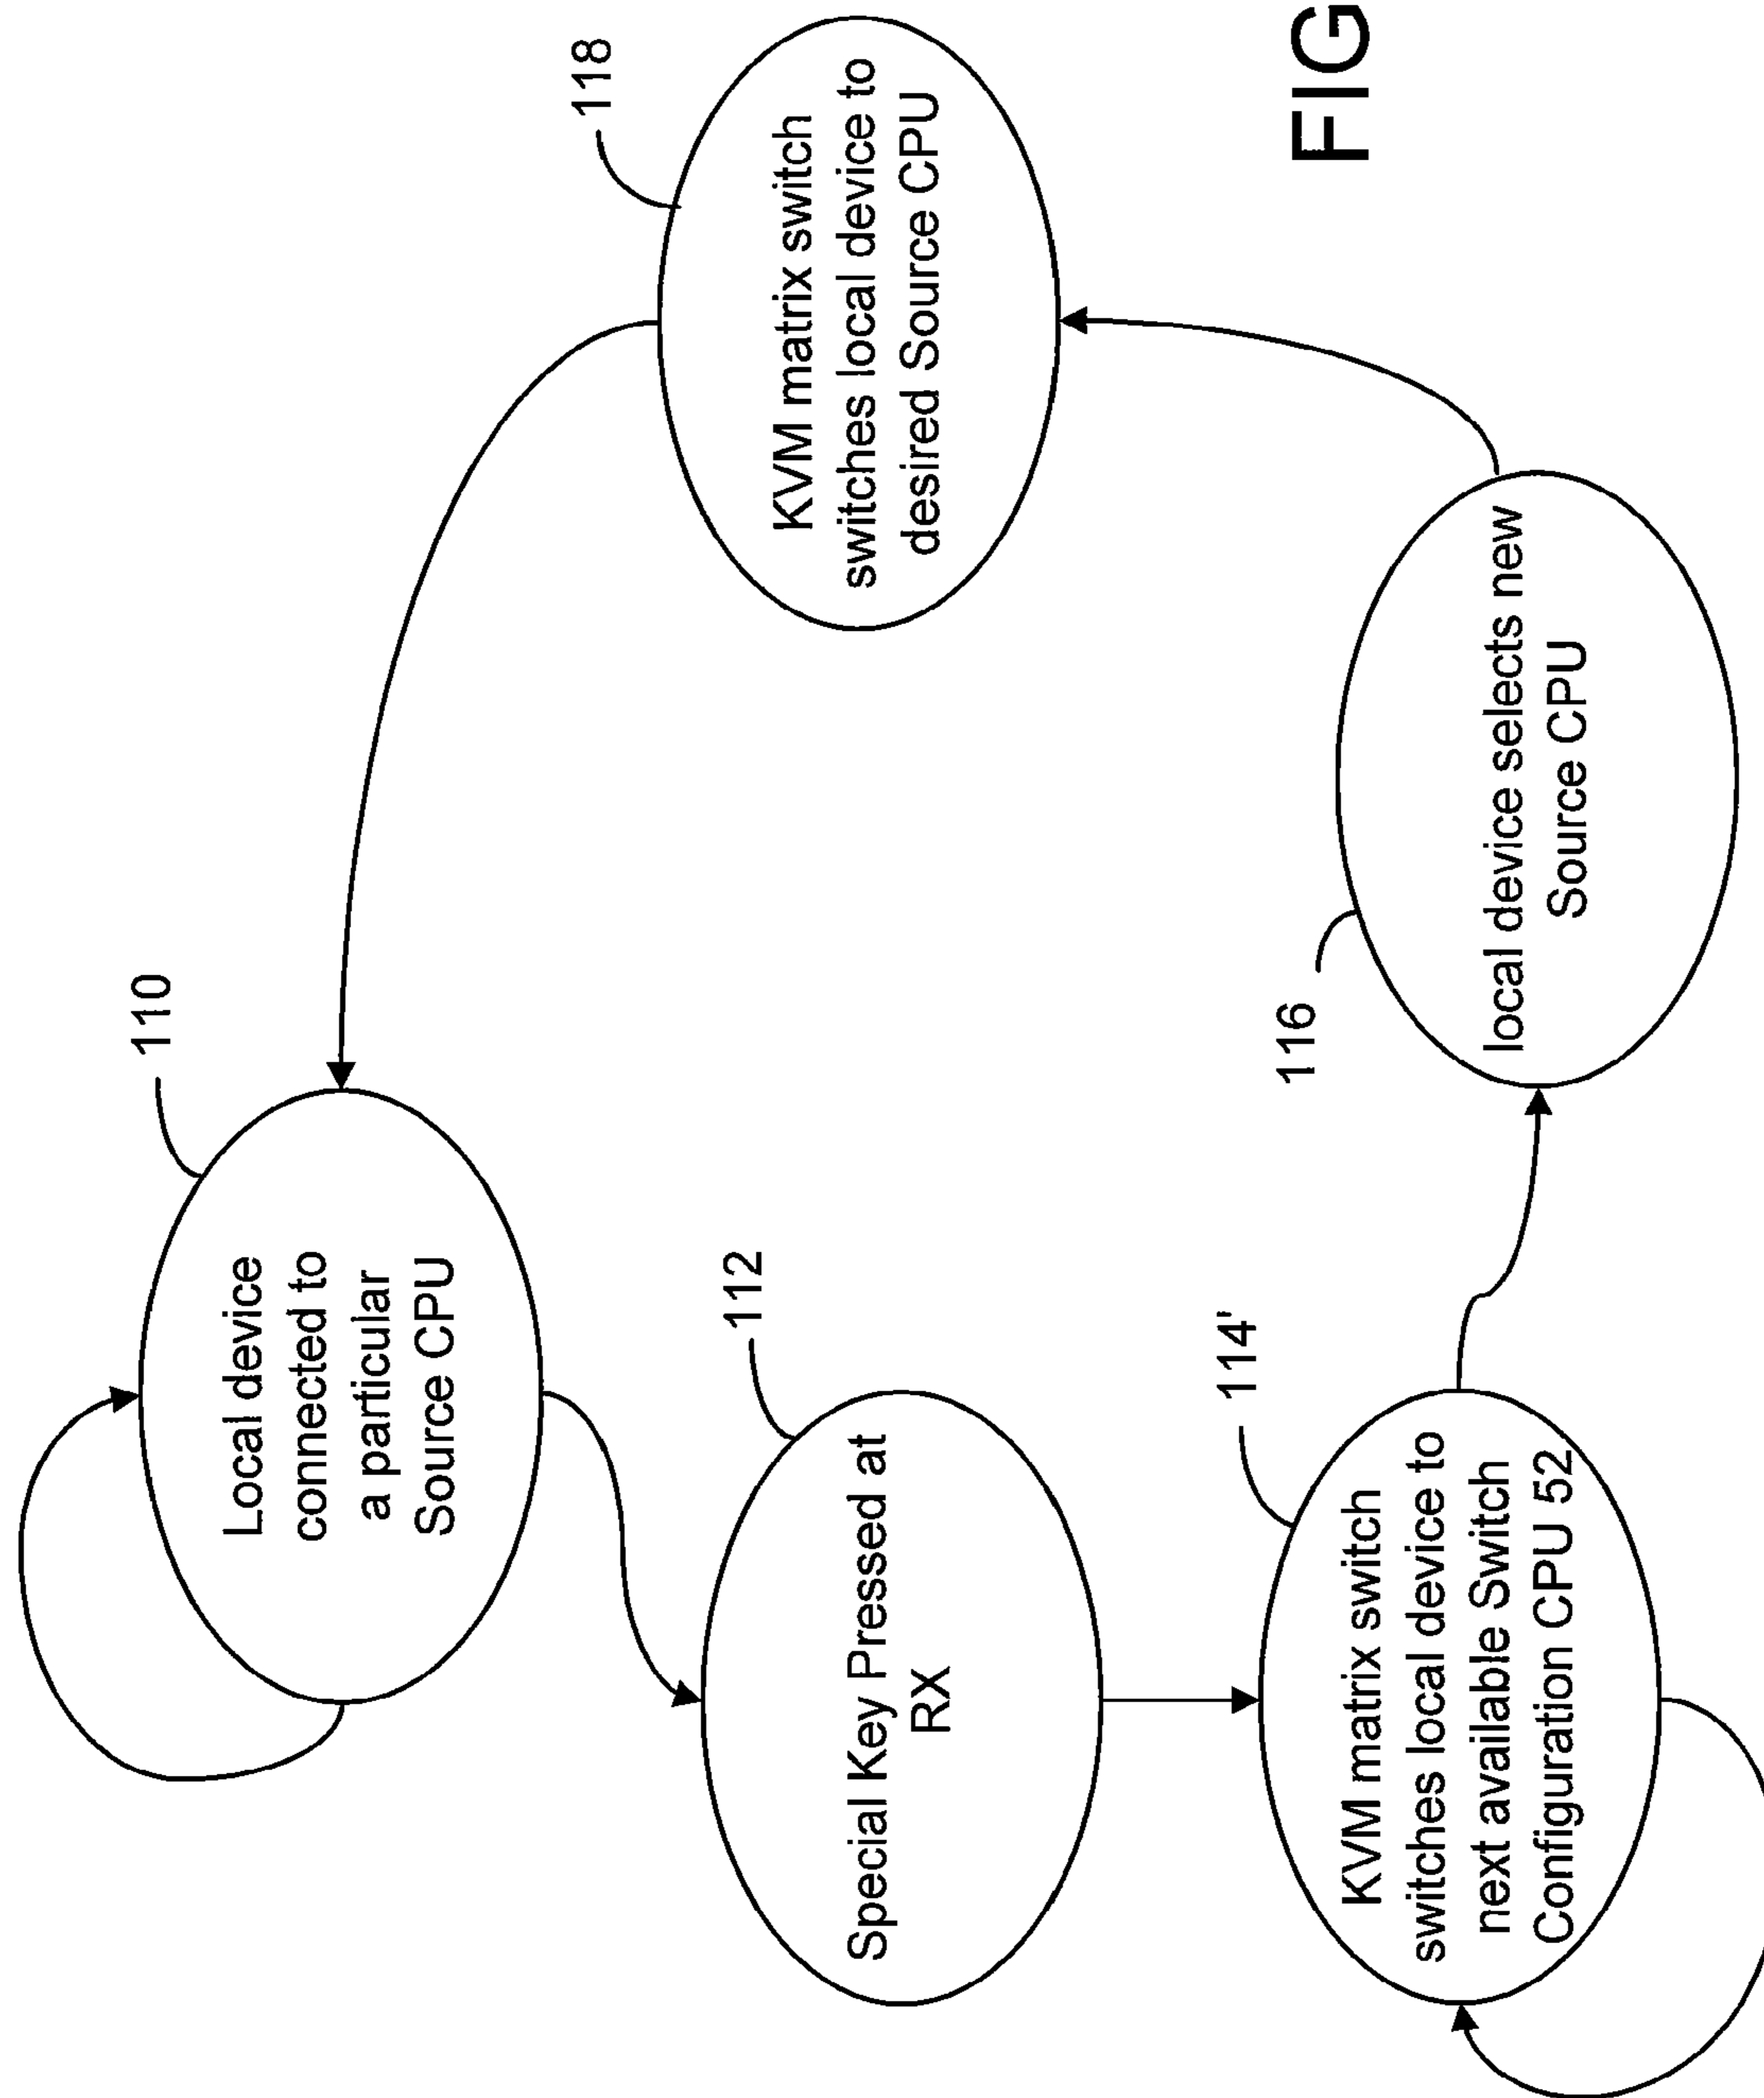 110
Local device
connected to
a particular
Source CPU
112
Special Key Pressed at
RX
114'
KVM matrix switch
switches local device to
next available Switch
Configuration CPU 52
116
local device selects new
Source CPU
118
KVM matrix switch
switches local device to
desired Source CPU
FIG